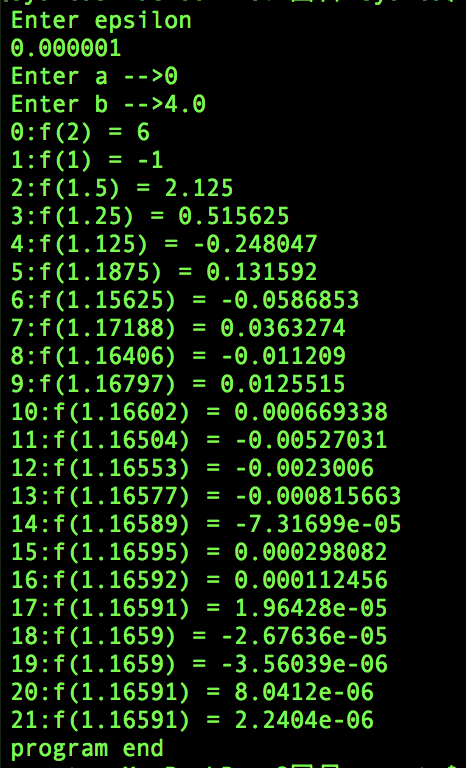 Enter epsilon
0.000001
Enter a -->0
Enter b -->4.0
0:f(2) = 6
1:f(1) = -1
2:f(1.5) = 2.125
3:f(1.25) = 0.515625
4:f(1.125) = -0.248047
5:f(1.1875) = 0.131592
6:f(1.15625) = -0.0586853
7:f(1.17188) = 0.0363274
8:f(1.16406) = -0.011209
9:f(1.16797) = 0.0125515
10:f(1.16602) = 0.000669338
11:f(1.16504) = -0.00527031
12:f(1.16553) = -0.0023006
13:f(1.16577) = -0.000815663
14:f(1.16589) = -7.31699e-05
15:f(1.16595) = 0.000298082
16:f(1.16592) = 0.000112456
17:f(1.16591) = 1.96428e-05
18:f(1.1659) = -2.67636e-05
19:f(1.1659) = -3.56039e-06
20:f(1.16591) = 8.0412e-06
21:f(1.16591) = 2.2404e-06
program end